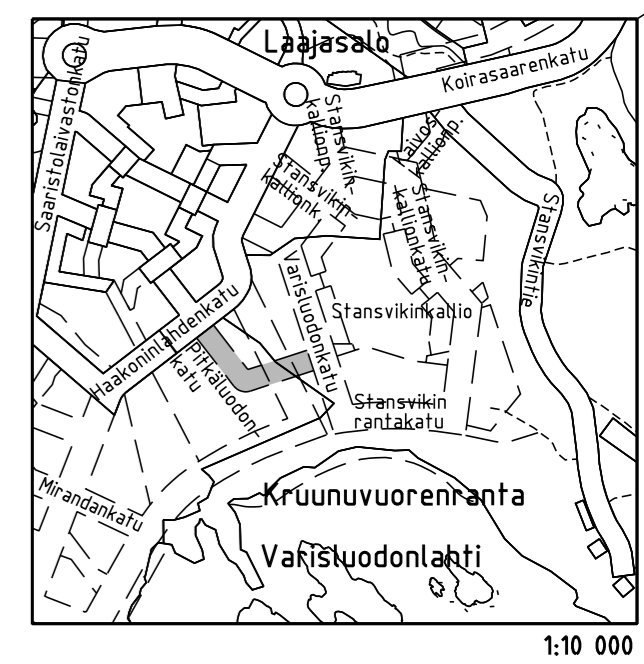 Laajasalo
Koirasaarenkatu
Saaristolaivastonkatu
Stansvikin-
kallionp.
Stansvikin-
kallionk.
kallionp.
Stansvikin-
kallionkatu
Stansvikintie
Varisluodonkatu
Stansvikinkallio
Haakoninlahdenkatu
Pitkäluodon-
katu
Stansvikin
rantakatu
Mirandankatu
Kruunuvuorenranta
Varisluodonlahti
1:10 000